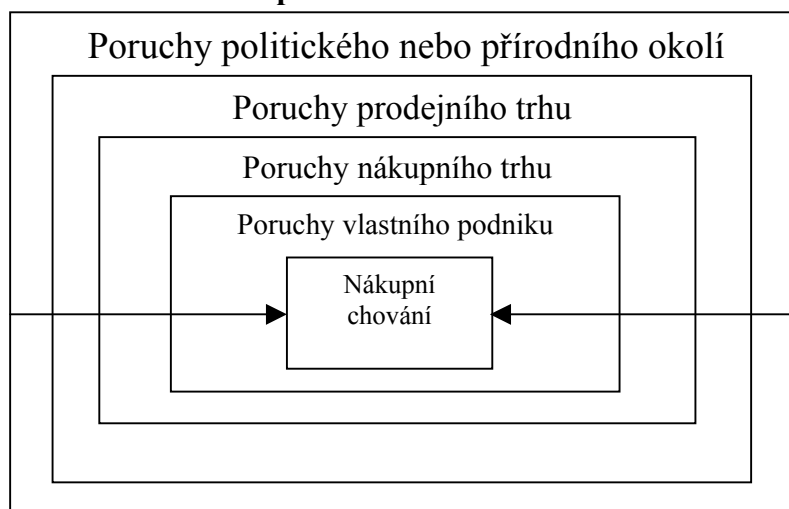 Poruchy politického nebo přírodního okolí
Poruchy prodejního trhu
Poruchy nákupního trhu
Poruchy vlastního podniku
Nákupní
chování